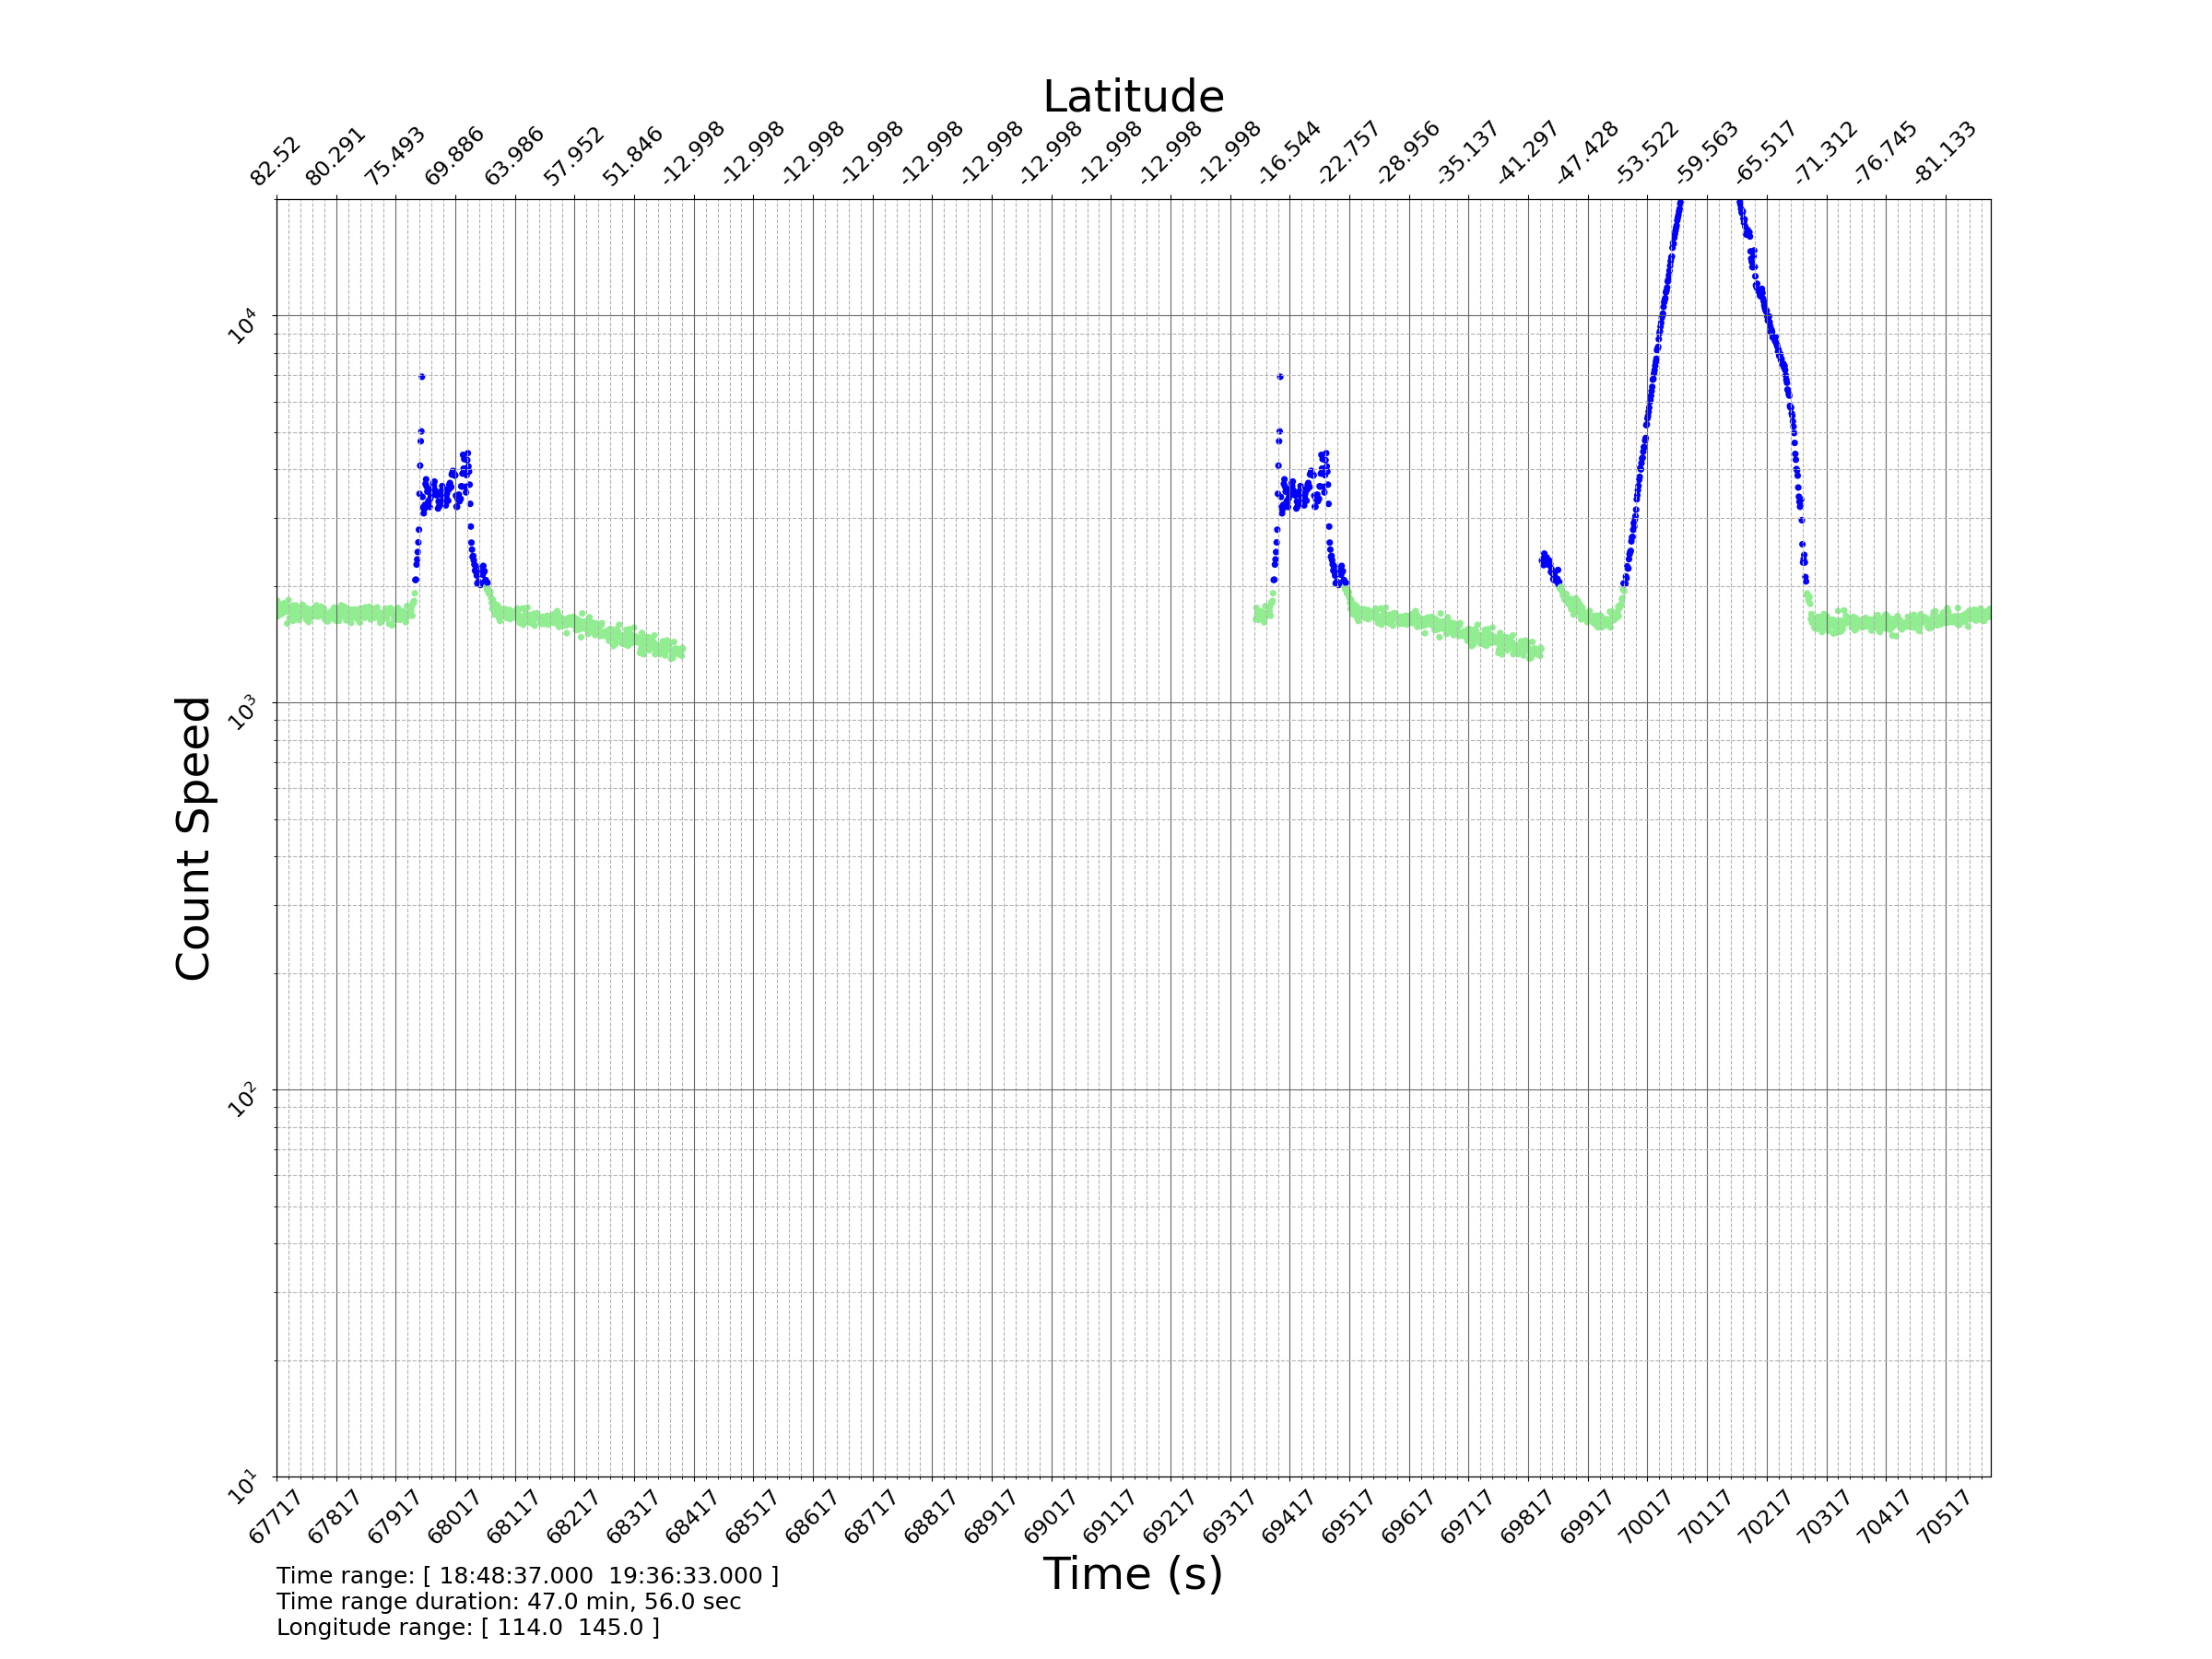 Latitude
82.52 80.291 75.493 69.886 63.986 57.952 51.846 -12.998 -12.998 -12.998 -12.998 -12.998 -12.998 -12.998 -12.998 -12.998 -12.998 -16.544 -22.757 -28.956 -35.137 -41.297 -47.428 -53.522 -59.563 -65.517 -71.312 -76.745 -81.133
10^4
10^3
10^2
10^1
Count Speed
67717 67817 67917 68017 68117 68217 68317 68417 68517 68617 68717 68817 68917 69017 69117 69217 69317 69417 69517 69617 69717 69817 69917 70017 70117 70217 70317 70417 70517
Time (s)
Time range: [ 18:48:37.000  19:36:33.000 ]
Time range duration: 47.0 min, 56.0 sec
Longitude range: [ 114.0  145.0 ]